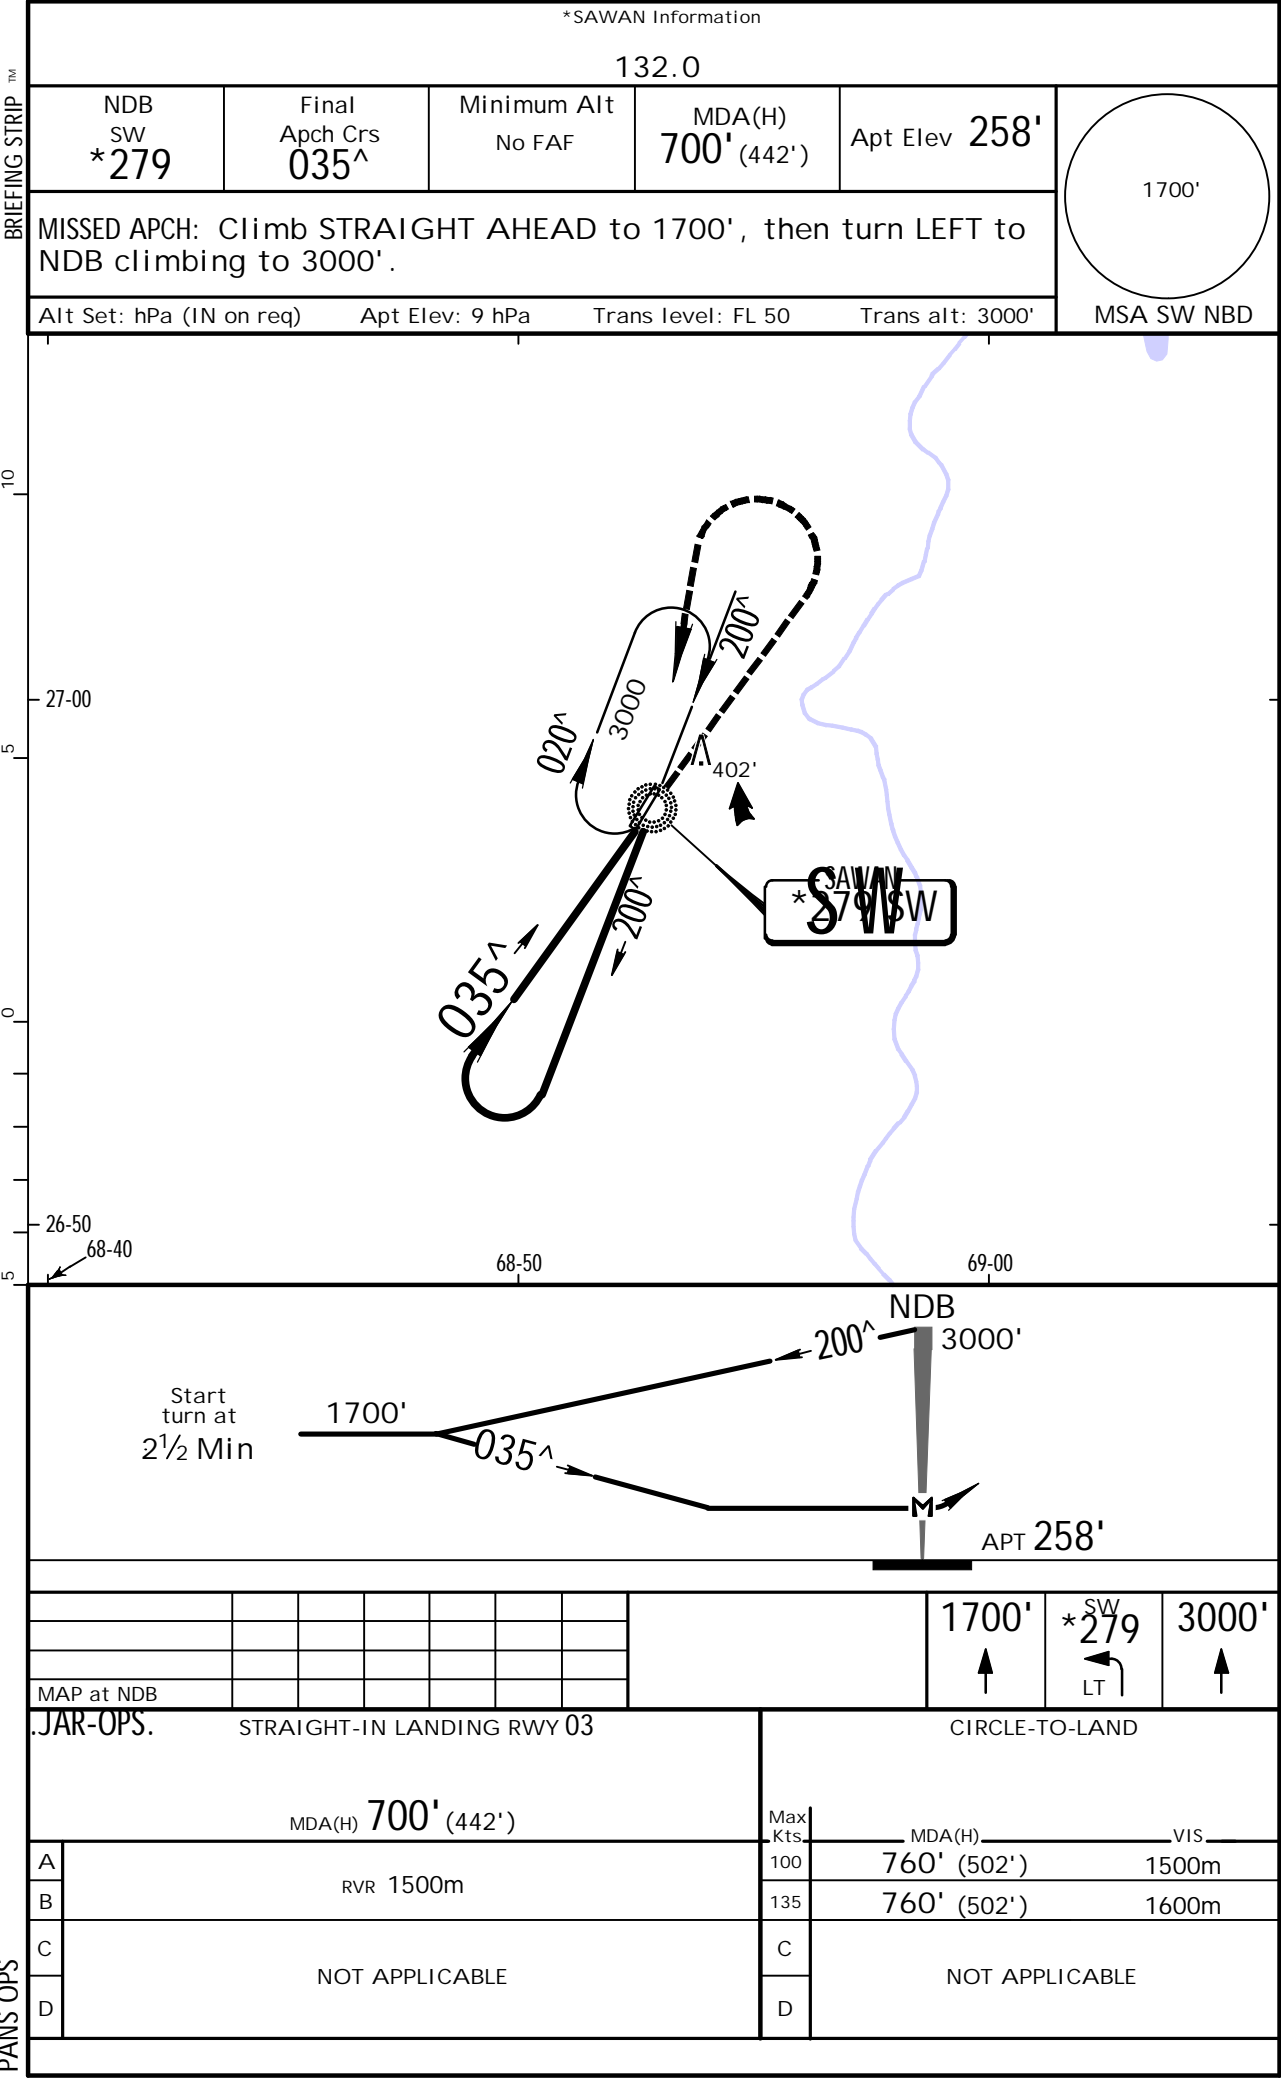 *SAWAN Information
132.0
BRIEFING STRIP ™
NDB
SW
*279
Final
Apch Crs
035^
Minimum Alt
No FAF
MDA(H)
700' (442')
Apt Elev 258'
1700'
MSA SW NBD
MISSED APCH: Climb STRAIGHT AHEAD to 1700', then turn LEFT to
NDB climbing to 3000'.
Alt Set: hPa (IN on req) Apt Elev: 9 hPa Trans level: FL 50 Trans alt: 3000'
10
200^
27-00
3000
020^
5
402'
SAWAN
*279 SW
SW
200^
035^
0
26-50
68-40
5
68-50
69-00
NDB
200^
3000'
Start
turn at
2½ Min
1700'
035^
M
APT 258'
1700'
SW
*279
LT
3000'
MAP at NDB
.JAR-OPS.
STRAIGHT-IN LANDING RWY 03
CIRCLE-TO-LAND
MDA(H) 700' (442')
Max
Kts
MDA(H)
VIS
A
B
RVR 1500m
100 760' (502') 1500m
135 760' (502') 1600m
C
D
NOT APPLICABLE
C
D
NOT APPLICABLE
PANS OPS